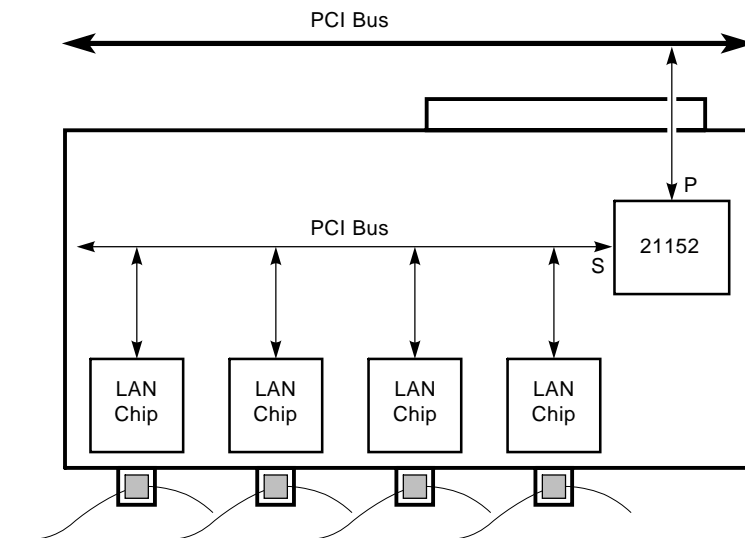 PCI Bus
P
PCI Bus
21152
S
LAN
Chip
LAN
Chip
LAN
Chip
LAN
Chip